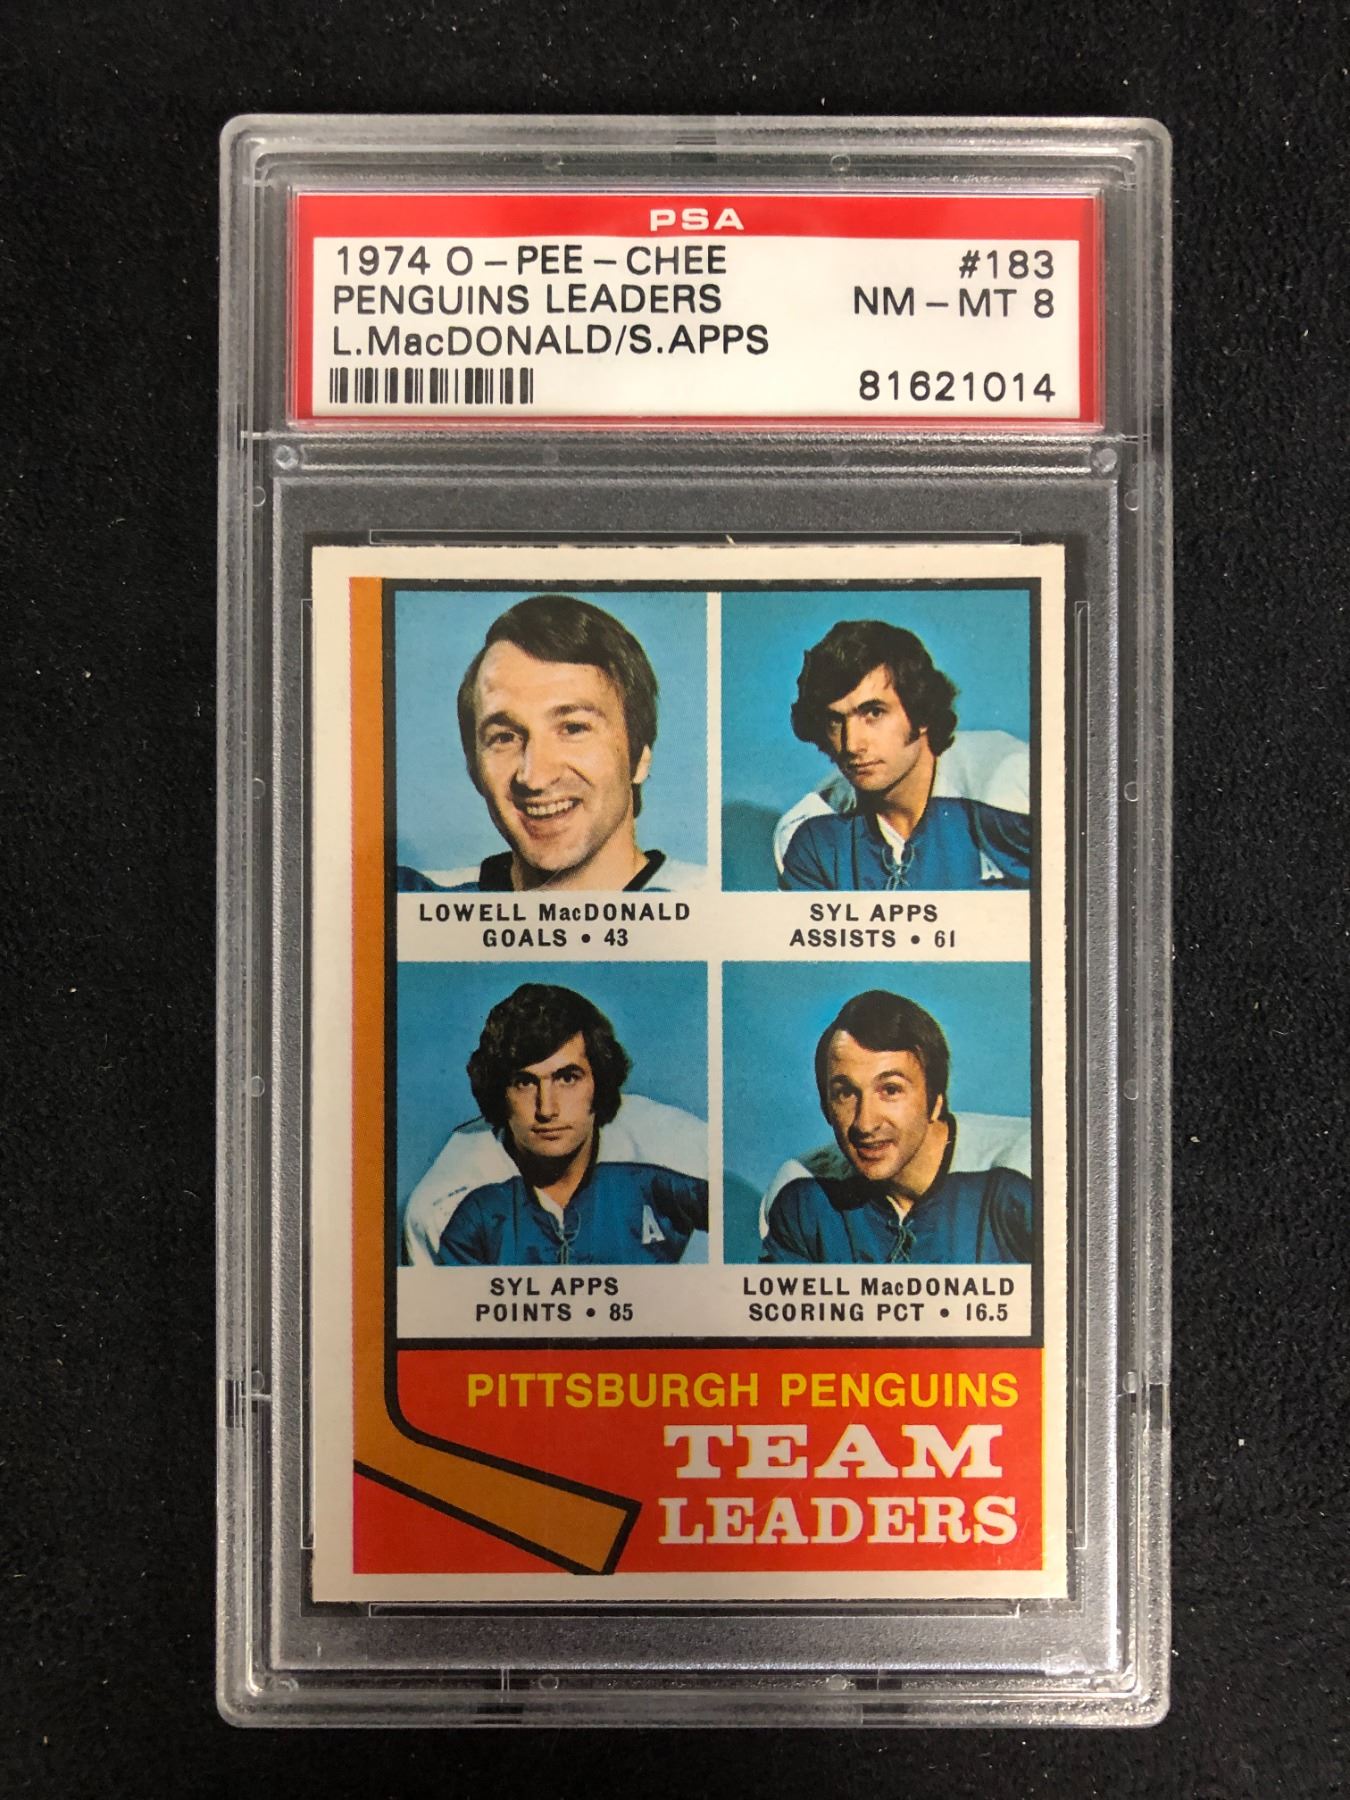 PSA
1974 O-PEE-CHEE #183
PENGUINS LEADERS NM-MT 8
L.MacDONALD/S.APPS
81621014
LOWELL MacDONALD
GOALS • 43
SYL APPS
ASSISTS • 61
A
SYL APPS
POINTS • 85
A
LOWELL MacDONALD
SCORING PCT • 16.5
PITTSBURGH PENGUINS
TEAM
LEADERS